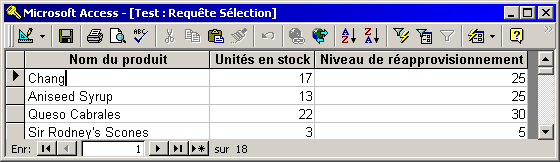 Microsoft Access - [Test : Requête Sélection]
Nom du produit Unités en stock Niveau de réapprovisionnement
Chang 17 25
Aniseed Syrup 13 25
Queso Cabrales 22 30
Sir Rodney's Scones 3 5
Enr: 1 sur 18